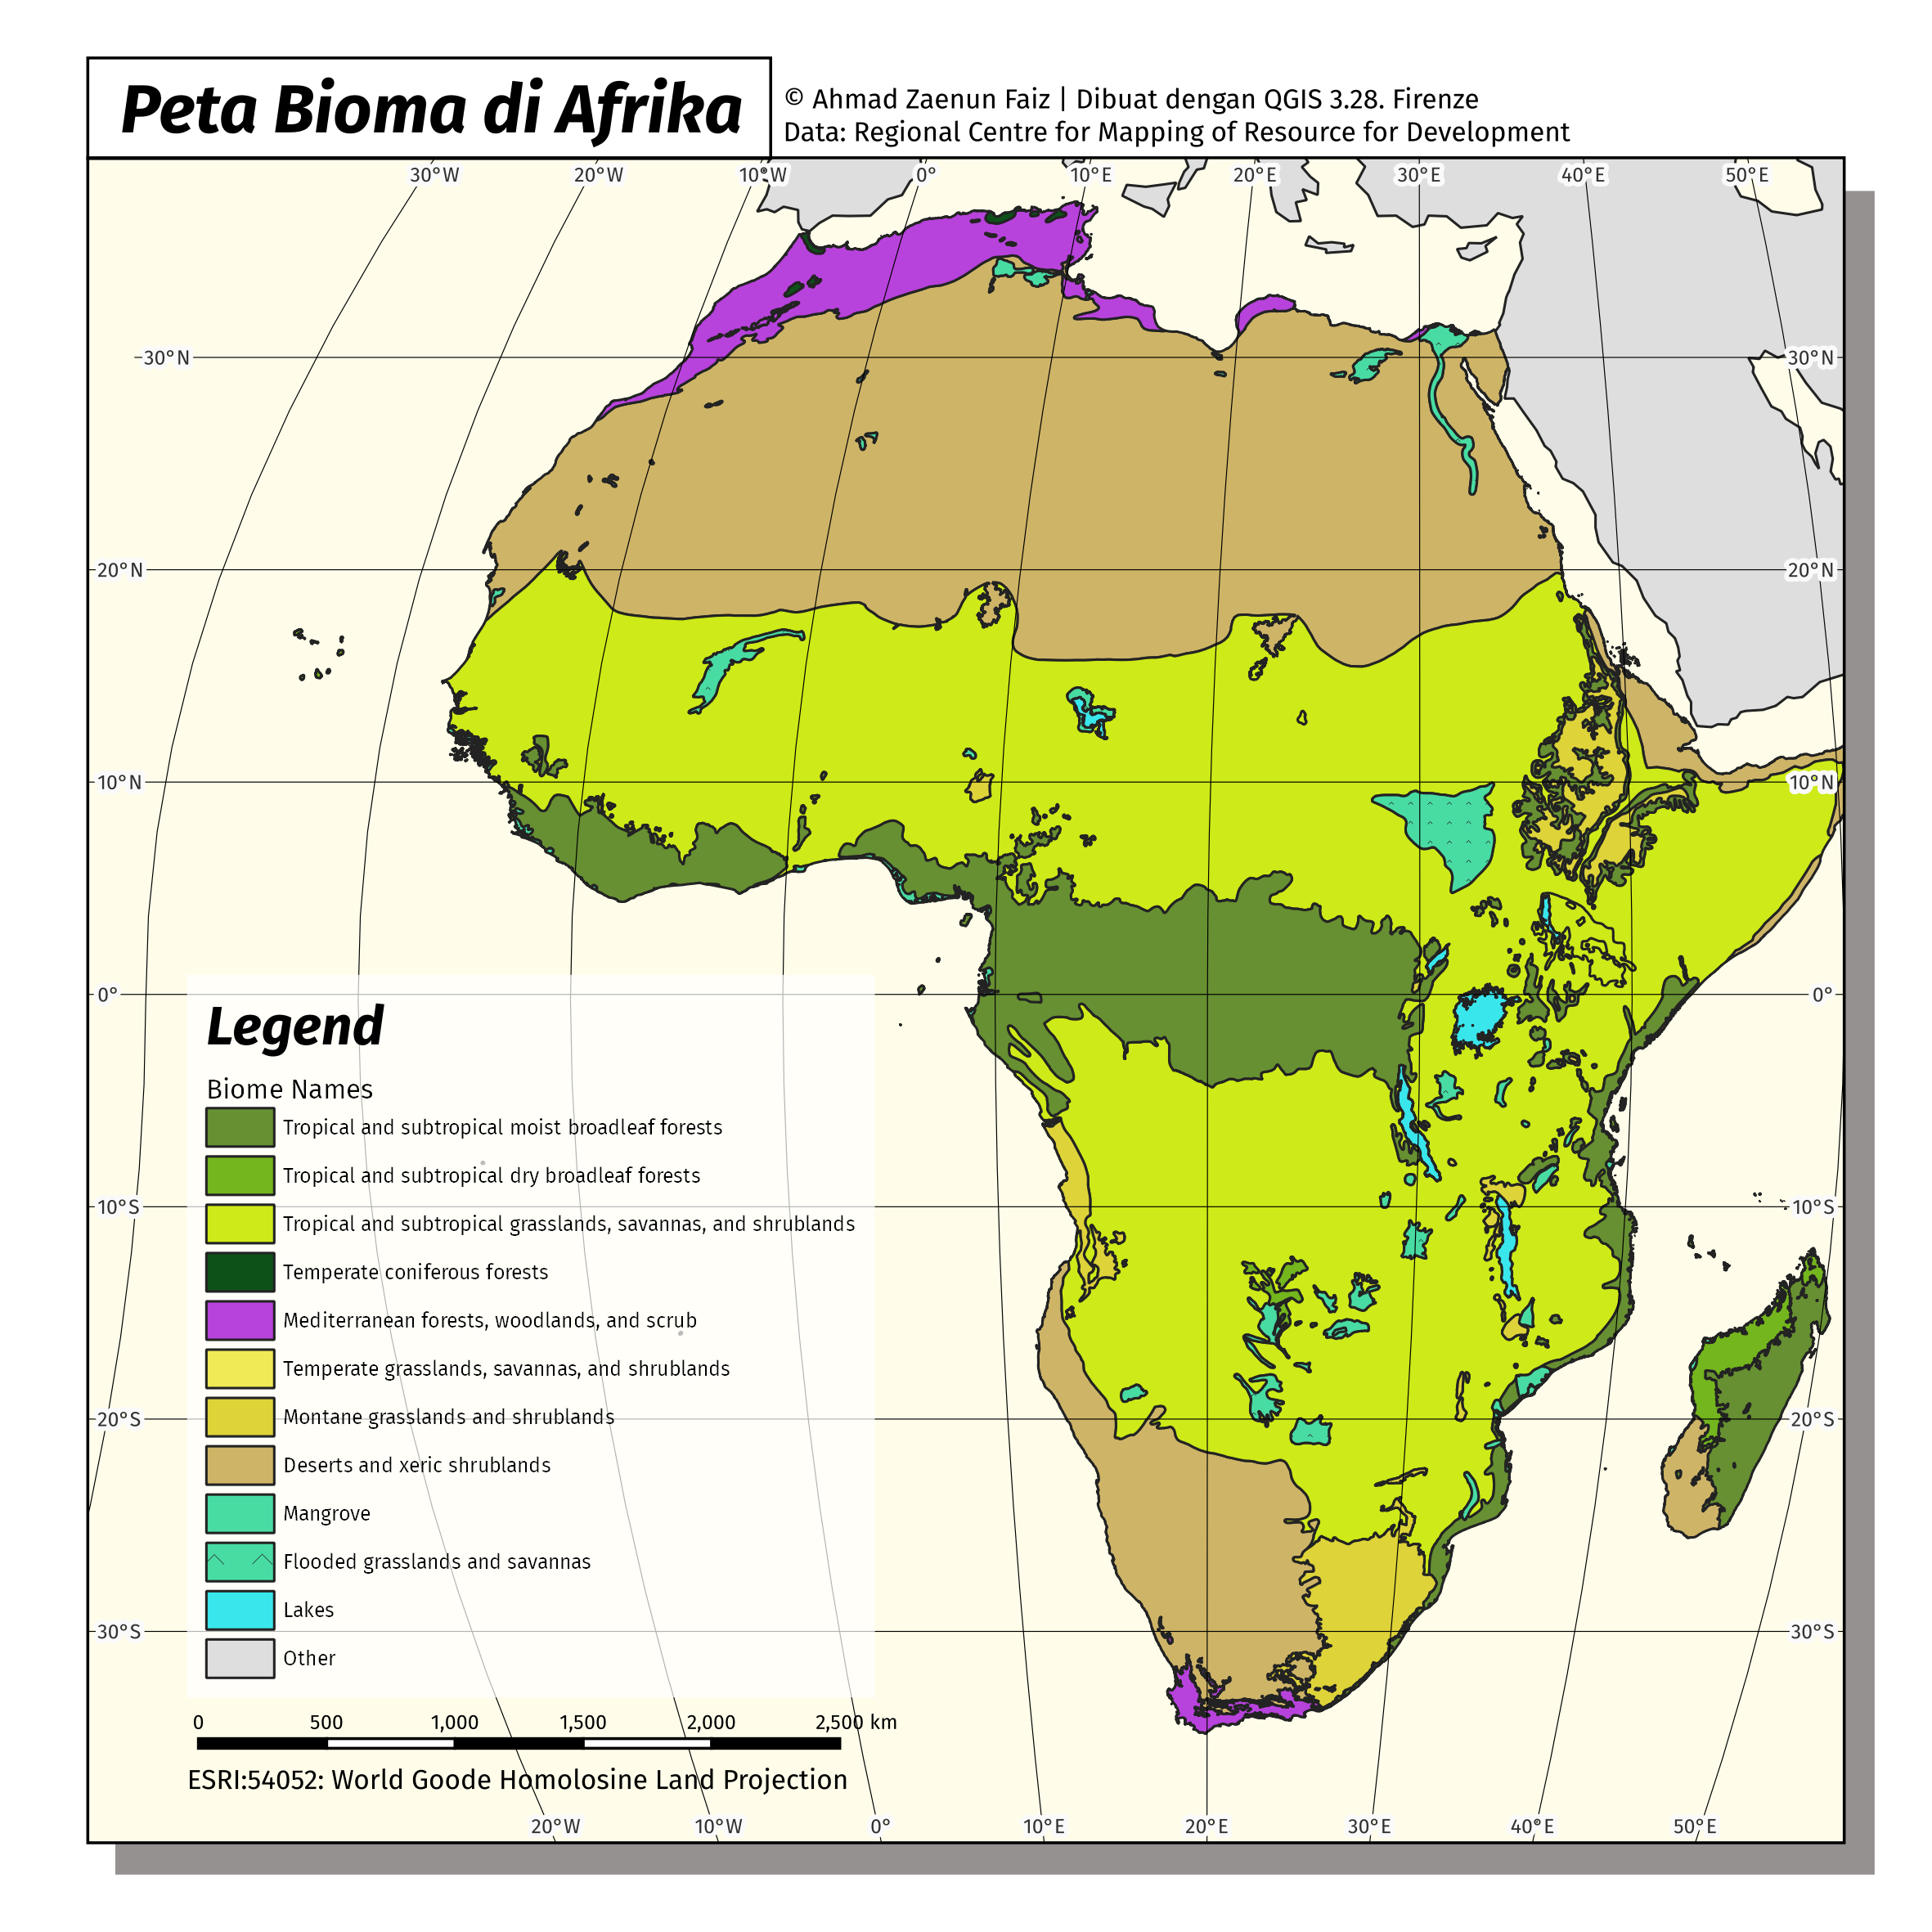 Peta Bioma di Afrika
© Ahmad Zaenun Faiz | Dibuat dengan QGIS 3.28. Firenze
Data: Regional Centre for Mapping of Resource for Development
30°W 20°W 10°W 0° 10°E 20°E 30°E 40°E 50°E
30°N 30°N
20°N 20°N
10°N 10°N
0° 0°
Legend
Biome Names
Tropical and subtropical moist broadleaf forests
Tropical and subtropical dry broadleaf forests
10°S 10°S
Tropical and subtropical grasslands, savannas, and shrublands
Temperate coniferous forests
Mediterranean forests, woodlands, and scrub
Temperate grasslands, savannas, and shrublands
20°S 20°S
Montane grasslands and shrublands
Deserts and xeric shrublands
Mangrove
Flooded grasslands and savannas
Lakes
30°S 30°S
Other
0 500 1,000 1,500 2,000 2,500 km
ESRI:54052: World Goode Homolosine Land Projection
20°W 10°W 0° 10°E 20°E 30°E 40°E 50°E